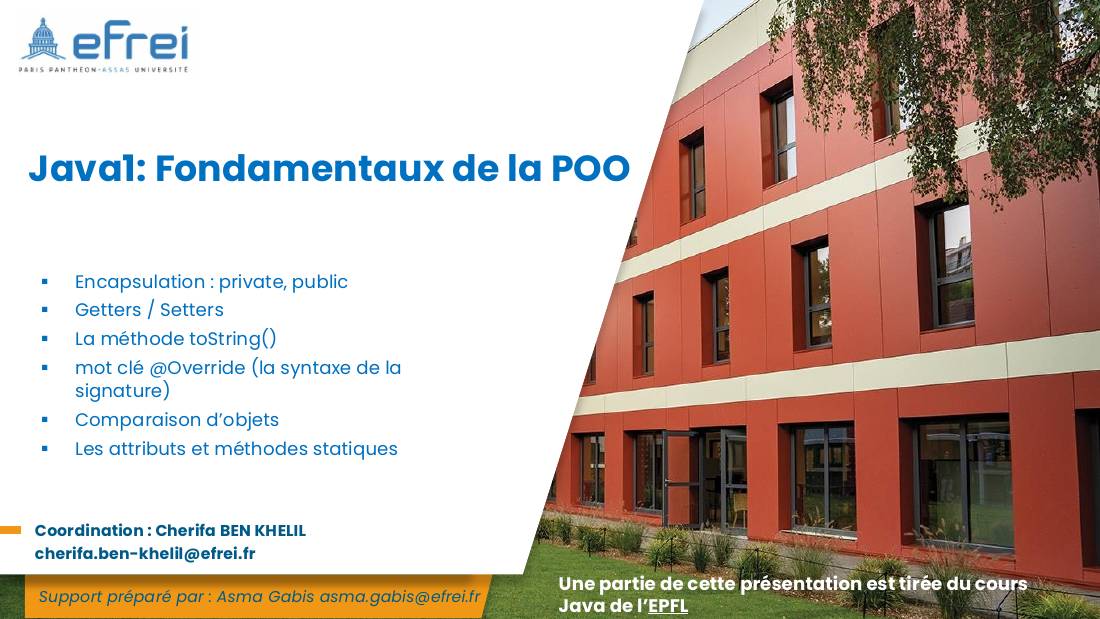 efrei
PARIS PANTHÉON-ASSAS UNIVERSITÉ
Java1: Fondamentaux de la POO
▪ Encapsulation : private, public
▪ Getters / Setters
▪ La méthode toString()
▪ mot clé @Override (la syntaxe de la
signature)
▪ Comparaison d’objets
▪ Les attributs et méthodes statiques
Coordination : Cherifa BEN KHELIL
cherifa.ben-khelil@efrei.fr
Support préparé par : Asma Gabis asma.gabis@efrei.fr
Une partie de cette présentation est tirée du cours
Java de l’EPFL